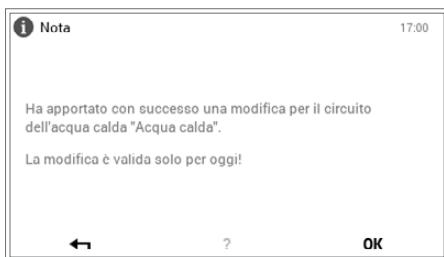 Nota
17:00
Ha apportato con successo una modifica per il circuito
dell'acqua calda "Acqua calda".
La modifica è valida solo per oggi!
?
OK